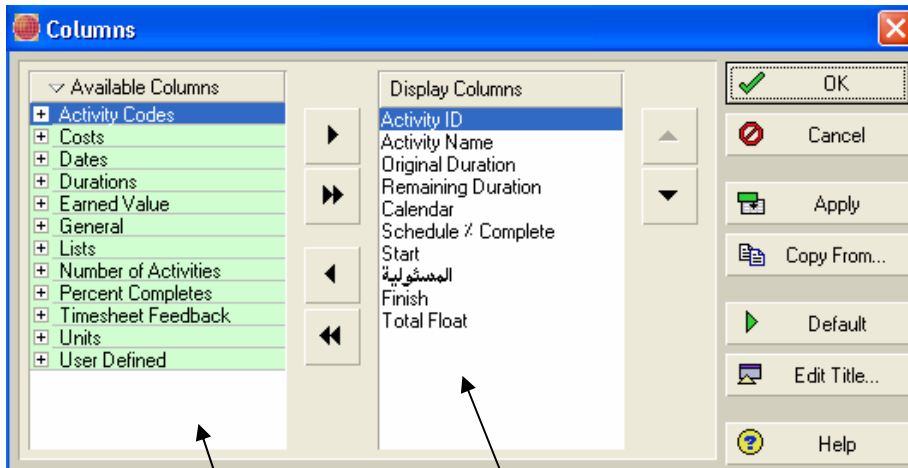 Columns
Available Columns
Activity Codes
Costs
Dates
Durations
Earned Value
General
Lists
Number of Activities
Percent Completes
Timesheet Feedback
Units
User Defined
Display Columns
Activity ID
Activity Name
Original Duration
Remaining Duration
Calendar
Schedule % Complete
Start
المسئولية
Finish
Total Float
OK
Cancel
Apply
Copy From...
Default
Edit Title...
Help